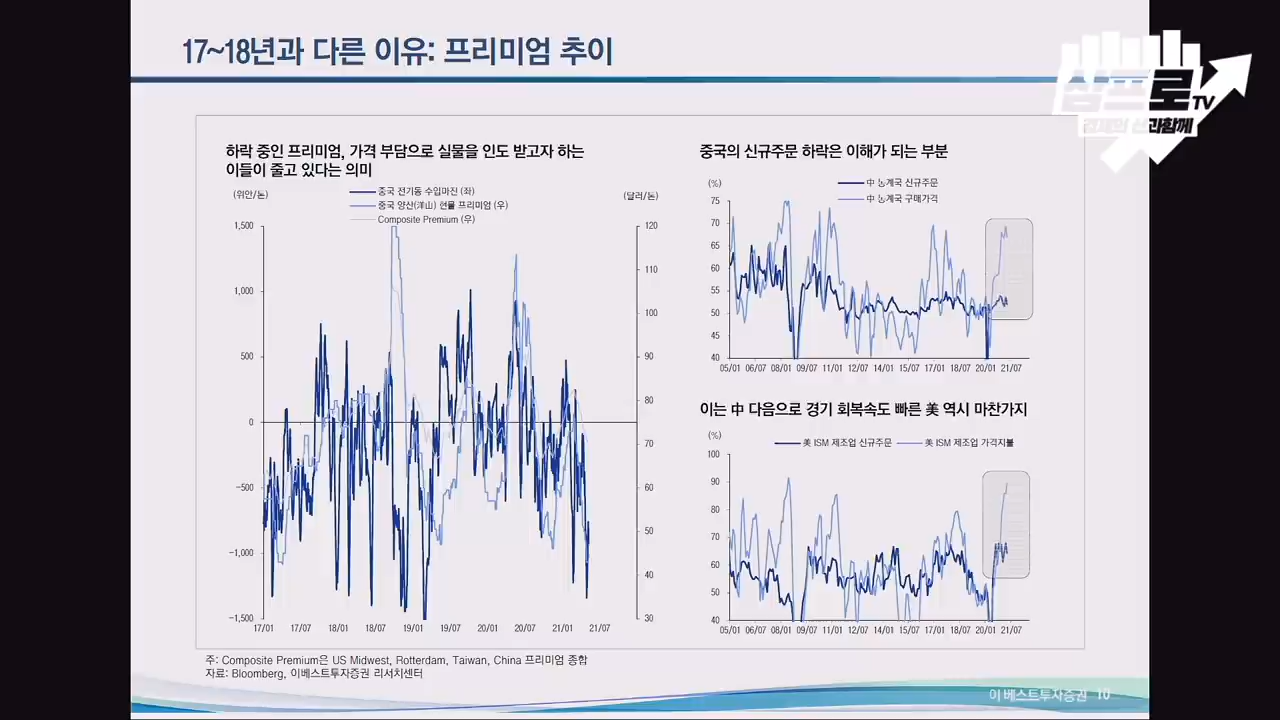 17~18년과 다른 이유: 프리미엄 추이
삼프로TV
경제의 신과함께
하락 중인 프리미엄, 가격 부담으로 실물을 인도 받고자 하는
이들이 줄고 있다는 의미
(위안/톤)
(달러/톤)
중국 전기동 수입마진 (좌)
중국 양산(洋山) 현물 프리미엄 (우)
Composite Premium (우)
1,500
1,000
500
0
-500
-1,000
-1,500
120
110
100
90
80
70
60
50
40
30
17/01 17/07 18/01 18/07 19/01 19/07 20/01 20/07 21/01 21/07
중국의 신규주문 하락은 이해가 되는 부분
(%)
中 농계국 신규주문
中 농계국 구매가격
75
70
65
60
55
50
45
40
05/01 06/07 08/01 09/07 11/01 12/07 14/01 15/07 17/01 18/07 20/01 21/07
이는 中 다음으로 경기 회복속도 빠른 美 역시 마찬가지
(%)
美 ISM 제조업 신규주문 美 ISM 제조업 가격지불
100
90
80
70
60
50
40
05/01 06/07 08/01 09/07 11/01 12/07 14/01 15/07 17/01 18/07 20/01 21/07
주: Composite Premium은 US Midwest, Rotterdam, Taiwan, China 프리미엄 종합
자료: Bloomberg, 이베스트투자증권 리서치센터
이베스트투자증권 10